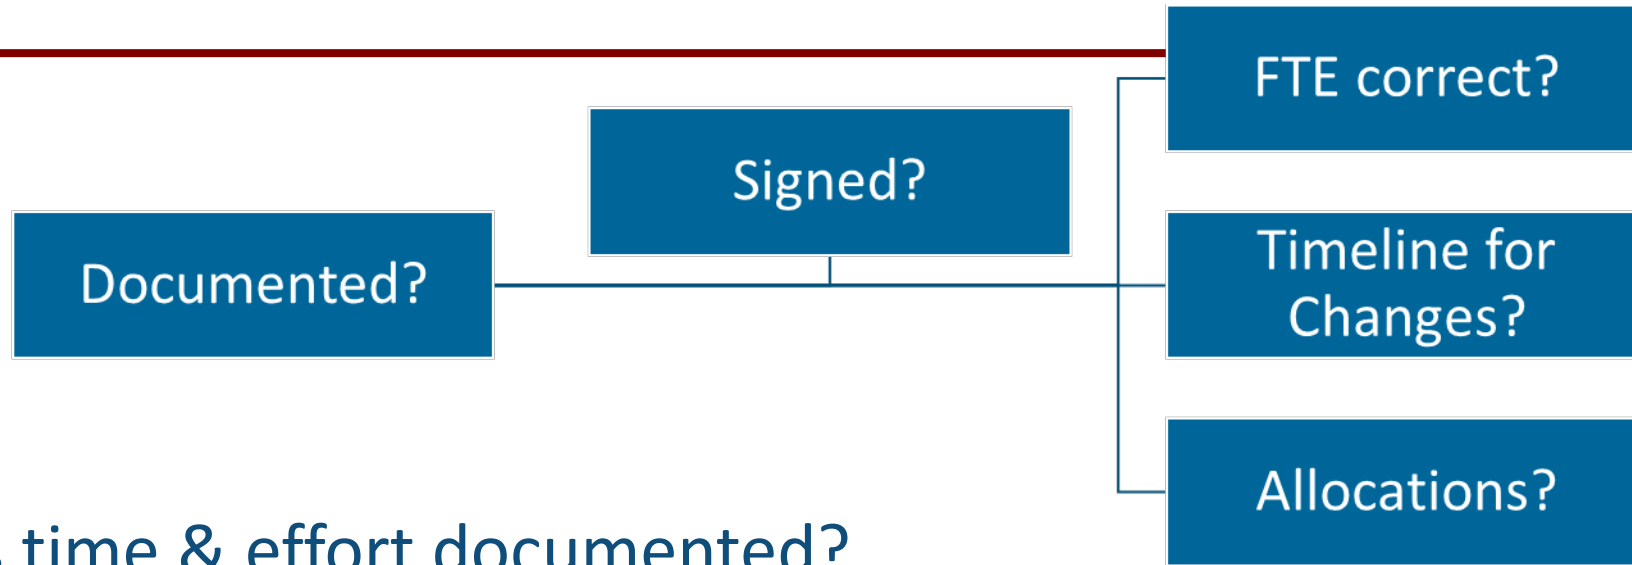 FTE correct?
Signed?
Documented?
Timeline for
Changes?
Allocations?
time & effort documented?